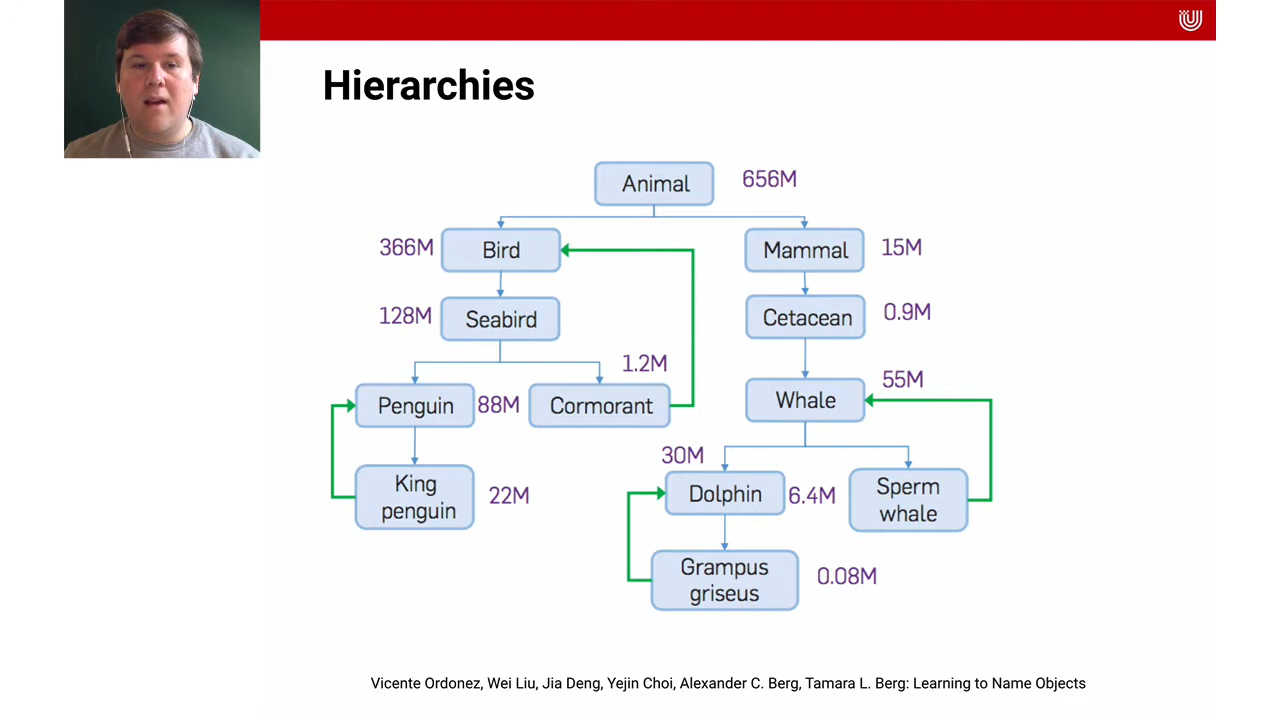 Hierarchies
Animal 656M
366M Bird
Mammal 15M
128M Seabird
Cetacean 0.9M
1.2M
Penguin 88M
Cormorant
Whale 55M
King
penguin 22M
30M
Dolphin 6.4M
Sperm
whale
Grampus
griseus 0.08M
Vicente Ordonez, Wei Liu, Jia Deng, Yejin Choi, Alexander C. Berg, Tamara L. Berg: Learning to Name Objects